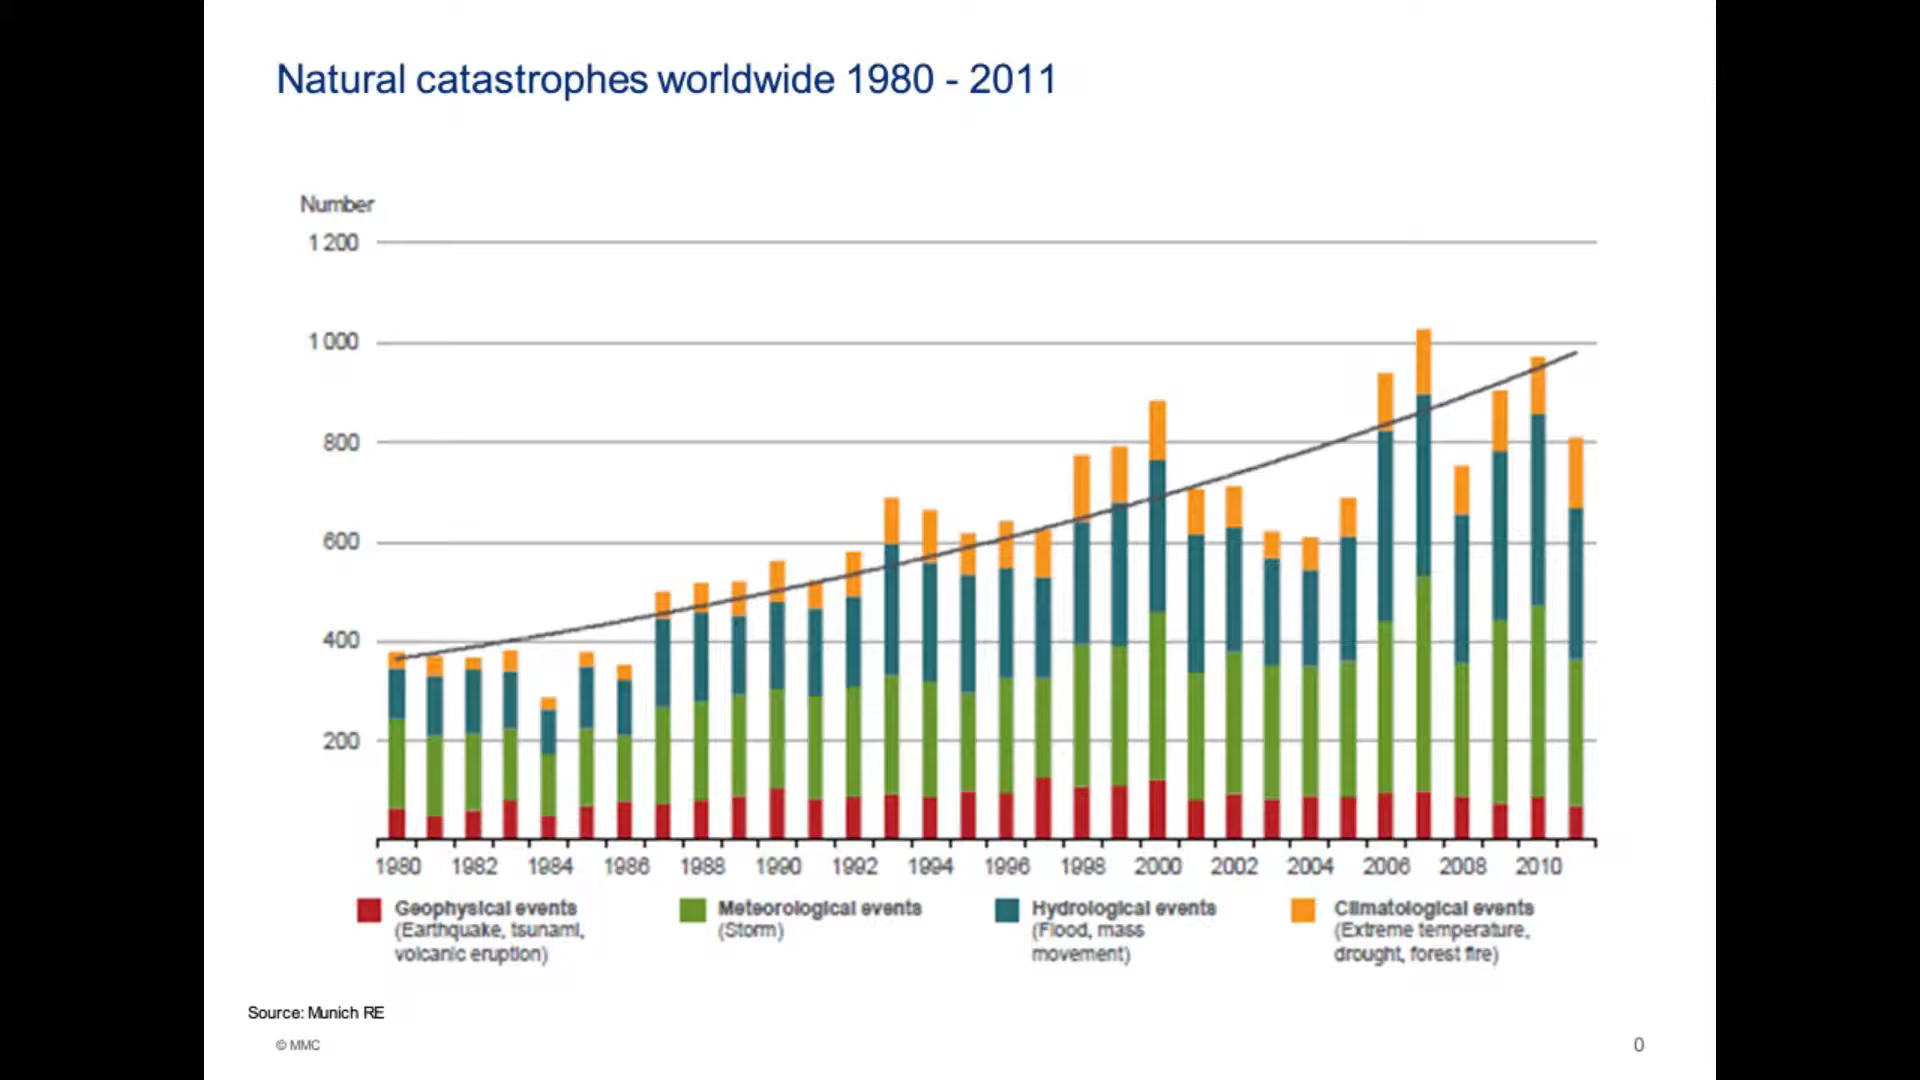 Natural catastrophes worldwide 1980 - 2011
Number
1 200
1 000
800
600
400
200
1980 1982 1984 1986 1988 1990 1992 1994 1996 1998 2000 2002 2004 2006 2008 2010
Geophysical events Meteorological events Hydrological events Climatological events
(Earthquake, tsunami, (Storm) (Flood, mass (Extreme temperature,
volcanic eruption) movement) drought, forest fire)
Source: Munich RE
© MMC 0